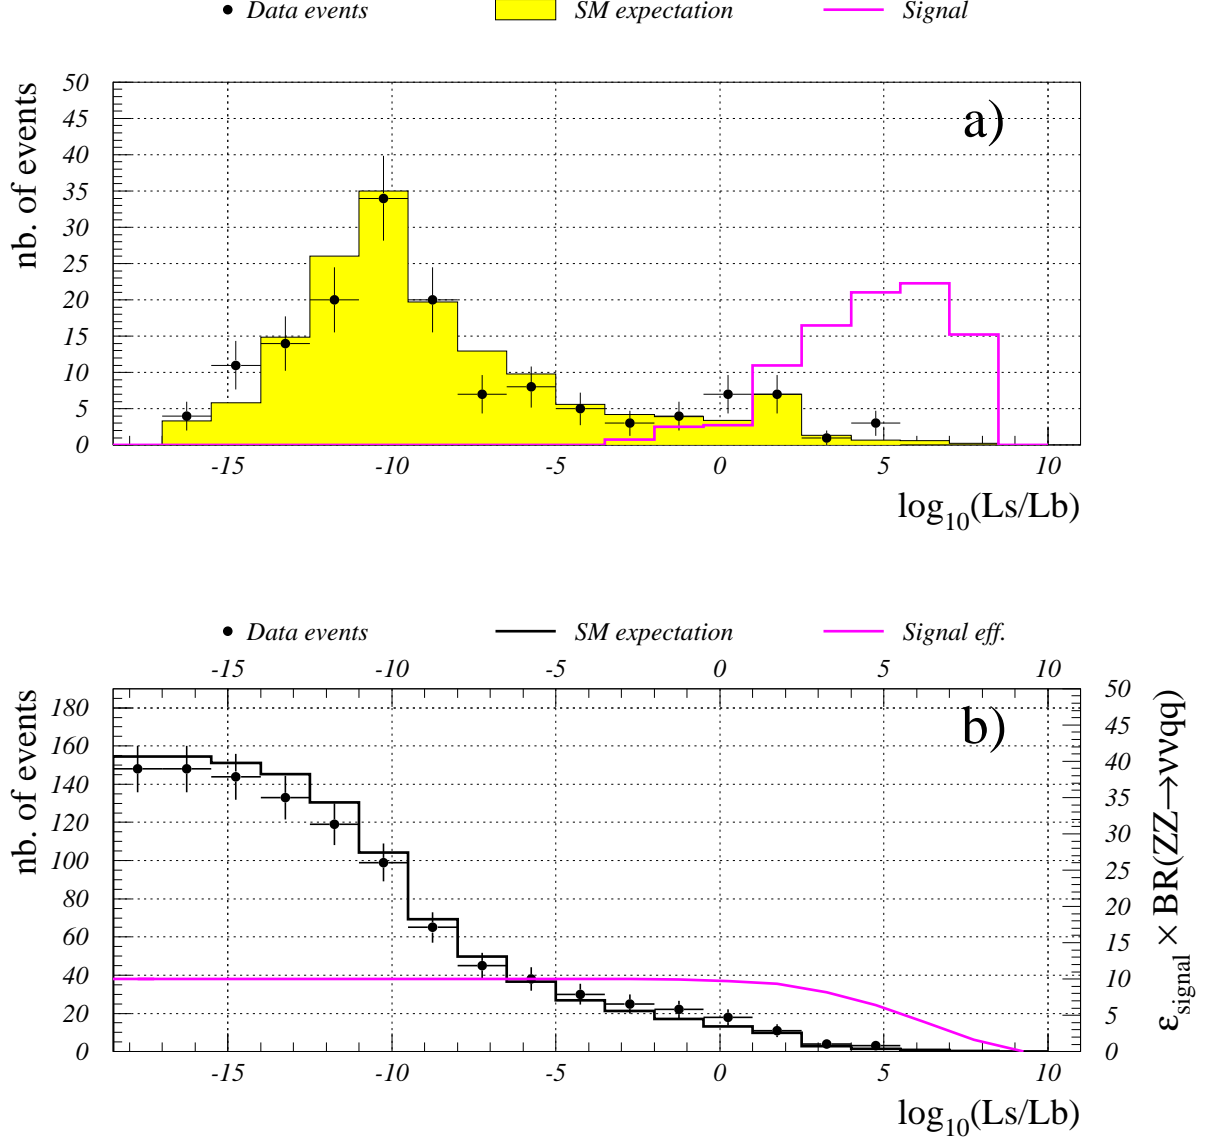 Data events SM expectation Signal
nb. of events
50
45
40
35
30
25
20
15
10
5
0
a)
-15 -10 -5 0 5 10
log10(Ls/Lb)
Data events SM expectation Signal eff.
-15 -10 -5 0 5 10
nb. of events
180
160
140
120
100
80
60
40
20
0
b)
50
45
40
35
30
25
20
15
10
5
0
εsignal × BR(ZZ→ννqq)
-15 -10 -5 0 5 10
log10(Ls/Lb)